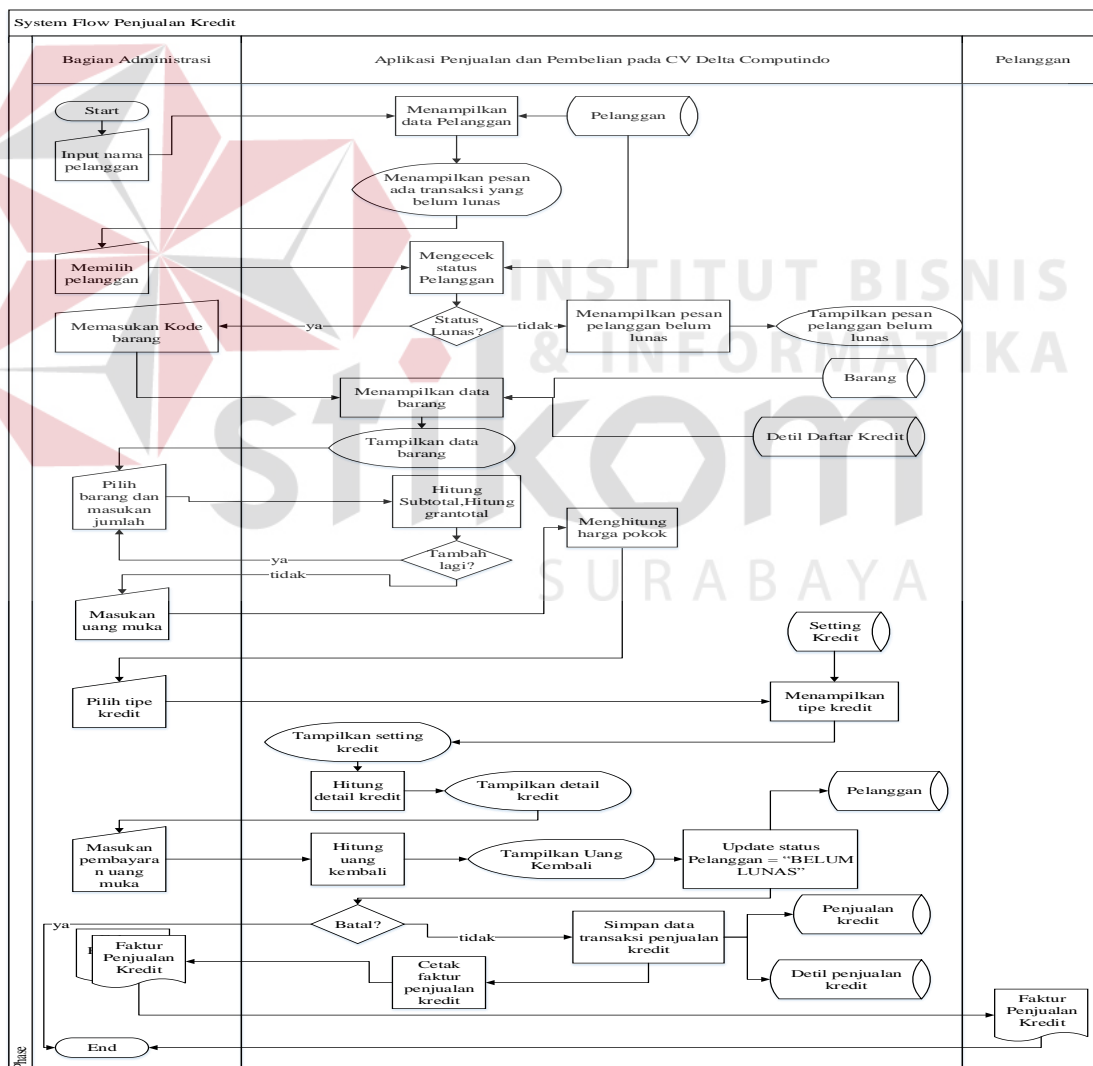 System Flow Penjualan Kredit
Bagian Administrasi
Aplikasi Penjualan dan Pembelian pada CV Delta Computindo
Pelanggan
Start
Menampilkan
data Pelanggan
Pelanggan
Input nama
pelanggan
Menampilkan pesan
ada transaksi yang
belum lunas
Memilih
pelanggan
Mengecek
status
Pelanggan
INSTITUT BISNIS
& INFORMATIKA
Memasukan Kode
barang
ya
Status
Lunas?
tidak
Menampilkan pesan
pelanggan belum
lunas
Tampilkan pesan
pelanggan belum
lunas
Menampilkan data
barang
Barang
stikom
Tampilkan data
barang
Detil Daftar Kredit
Pilih
barang dan
masukan
jumlah
Hitung
Subtotal,Hitung
grantotal
Menghitung
harga pokok
ya
Tambah
lagi?
tidak
SURABAYA
Masukan
uang muka
Setting
Kredit
Pilih tipe
kredit
Menampilkan
tipe kredit
Tampilkan setting
kredit
Hitung
detail kredit
Tampilkan detail
kredit
Pelanggan
Masukan
pembayara
n uang
muka
Hitung
uang
kembali
Tampilkan Uang
Kembali
Update status
Pelanggan = “BELUM
LUNAS”
ya
Batal?
tidak
Simpan data
transaksi penjualan
kredit
Penjualan
kredit
Faktur
Penjualan
Kredit
Cetak
faktur
penjualan
kredit
Detil penjualan
kredit
Faktur
Penjualan
Kredit
End
Phase